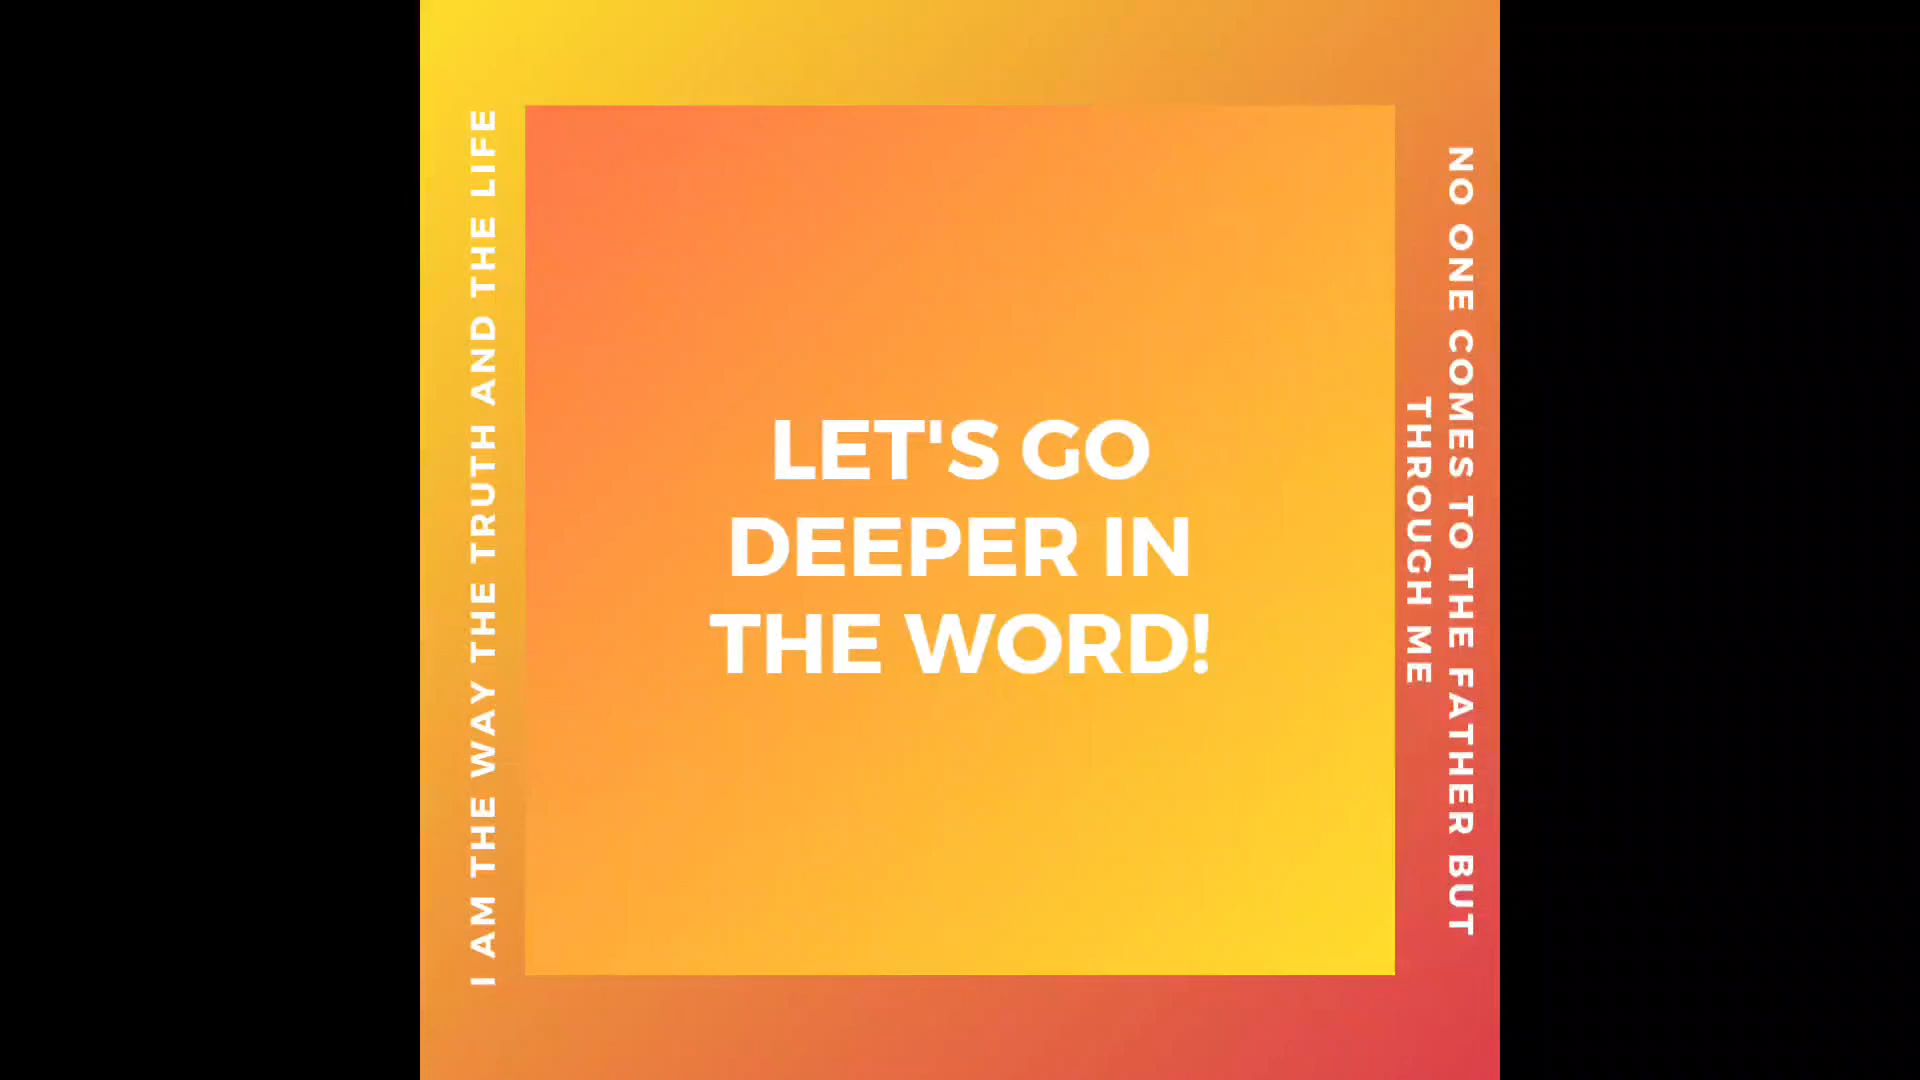 I AM THE WAY THE TRUTH AND THE LIFE
LET'S GO
DEEPER IN
THE WORD!
NO ONE COMES TO THE FATHER BUT
THROUGH ME